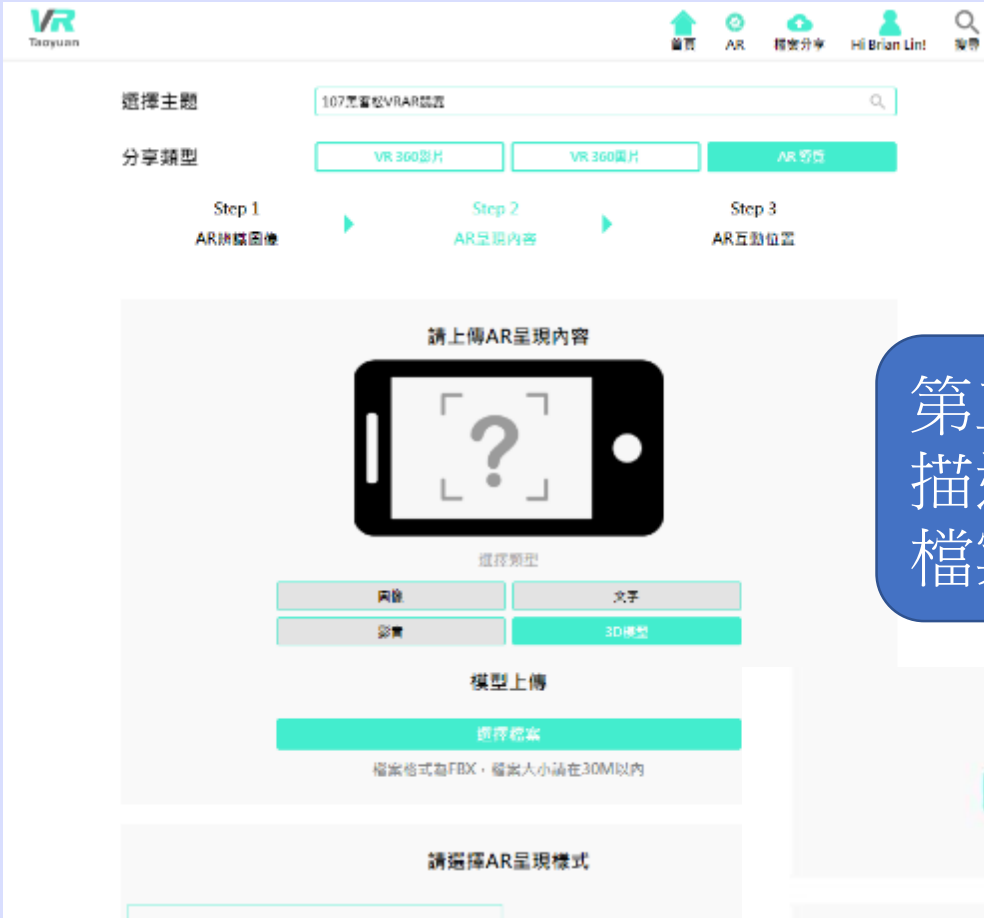 VR
Taoyuan
首頁 AR 檔案分享 Hi Brian Lin! 搜尋
選擇主題
分享類型
VR 360影片 VR 360圖片
Step 1 Step 2 Step 3
AR辨識圖像 AR呈現內容 AR互動位置
請上傳AR呈現內容
?
選擇類型
圖像 文字
影音 3D模型
模型上傳
選擇檔案
檔案格式為FBX，檔案大小請在30M以內
請選擇AR呈現樣式
第
描
檔